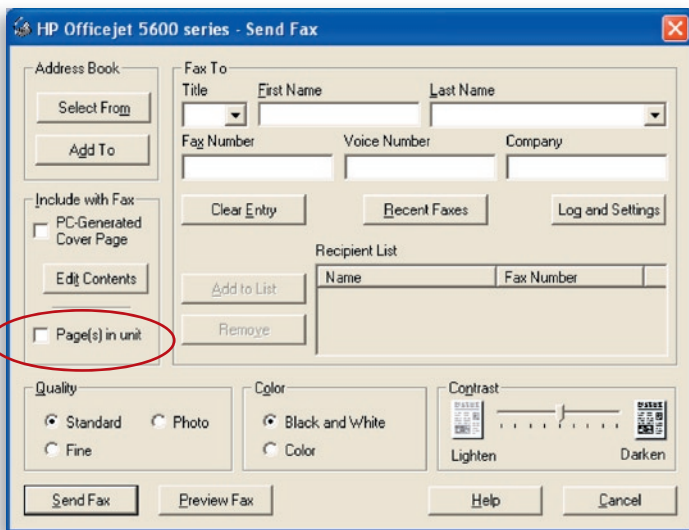 HP Officejet 5600 series - Send Fax
Address Book
Select From
Add To
Fax To
Title First Name Last Name
Fax Number Voice Number Company
Clear Entry Recent Faxes Log and Settings
Include with Fax
PC-Generated
Cover Page
Edit Contents
Page(s) in unit
Recipient List
Add to List
Remove
Name Fax Number
Quality
Standard Photo
Fine
Color
Black and White
Color
Contrast
Lighten Darken
Send Fax Preview Fax Help Cancel